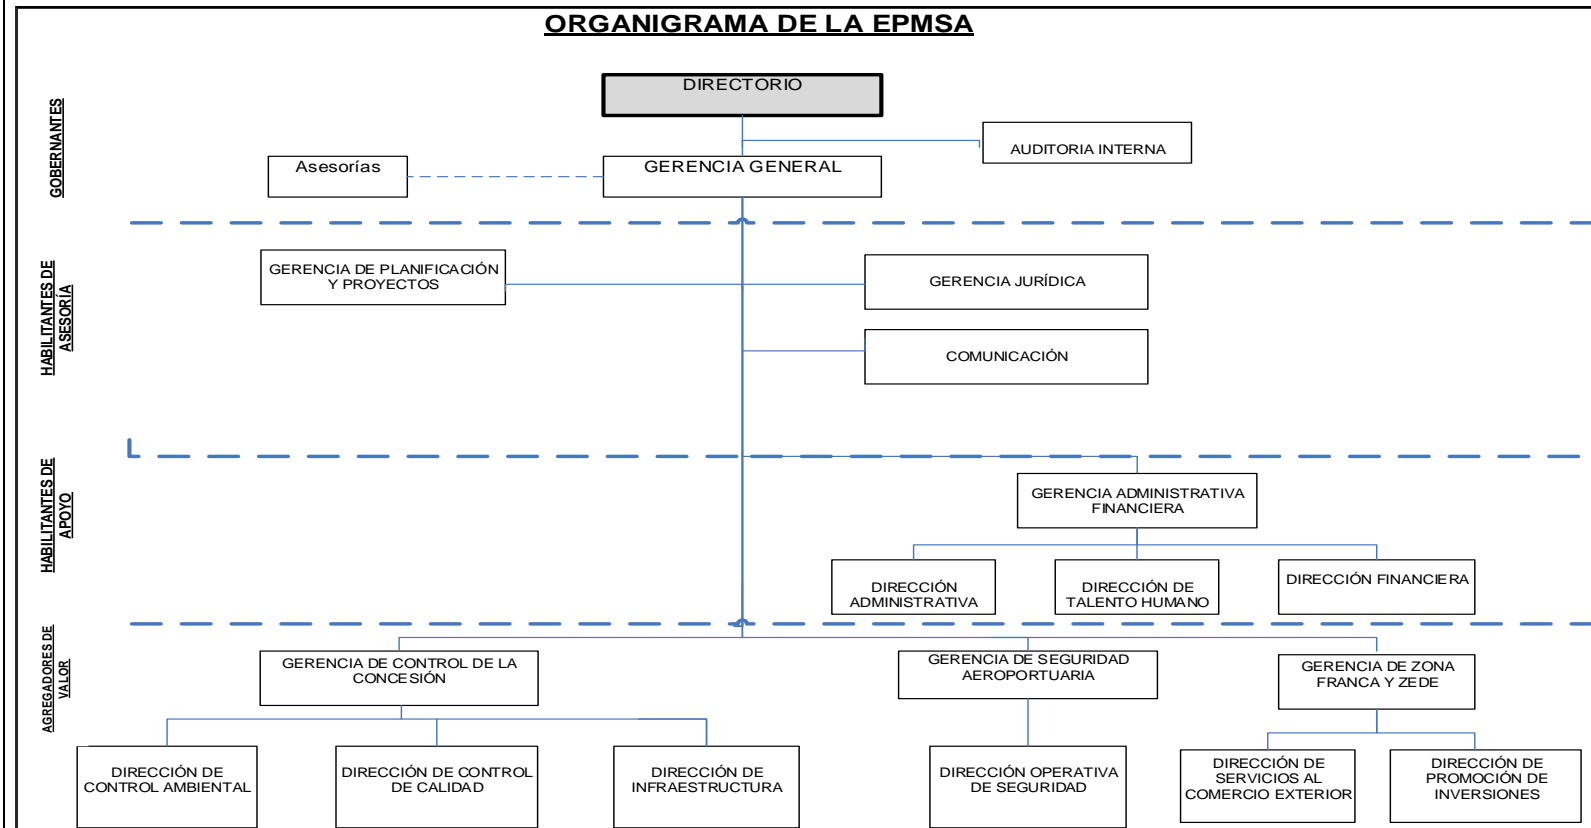 ORGANIGRAMA DE LA EPMSA
GOBERNANTES
DIRECTORIO
AUDITORIA INTERNA
Asesorías
GERENCIA GENERAL
HABILITANTES DE
ASESORÍA
GERENCIA DE PLANIFICACIÓN
Y PROYECTOS
GERENCIA JURÍDICA
COMUNICACIÓN
HABILITANTES DE
APOYO
GERENCIA ADMINISTRATIVA
FINANCIERA
DIRECCIÓN
ADMINISTRATIVA
DIRECCIÓN DE
TALENTO HUMANO
DIRECCIÓN FINANCIERA
AGREGADORES DE
VALOR
GERENCIA DE CONTROL DE LA
CONCESIÓN
GERENCIA DE SEGURIDAD
AEROPORTUARIA
GERENCIA DE ZONA
FRANCA Y ZEDE
DIRECCIÓN DE
CONTROL AMBIENTAL
DIRECCIÓN DE CONTROL
DE CALIDAD
DIRECCIÓN DE
INFRAESTRUCTURA
DIRECCIÓN OPERATIVA
DE SEGURIDAD
DIRECCIÓN DE
SERVICIOS AL
COMERCIO EXTERIOR
DIRECCIÓN DE
PROMOCIÓN DE
INVERSIONES